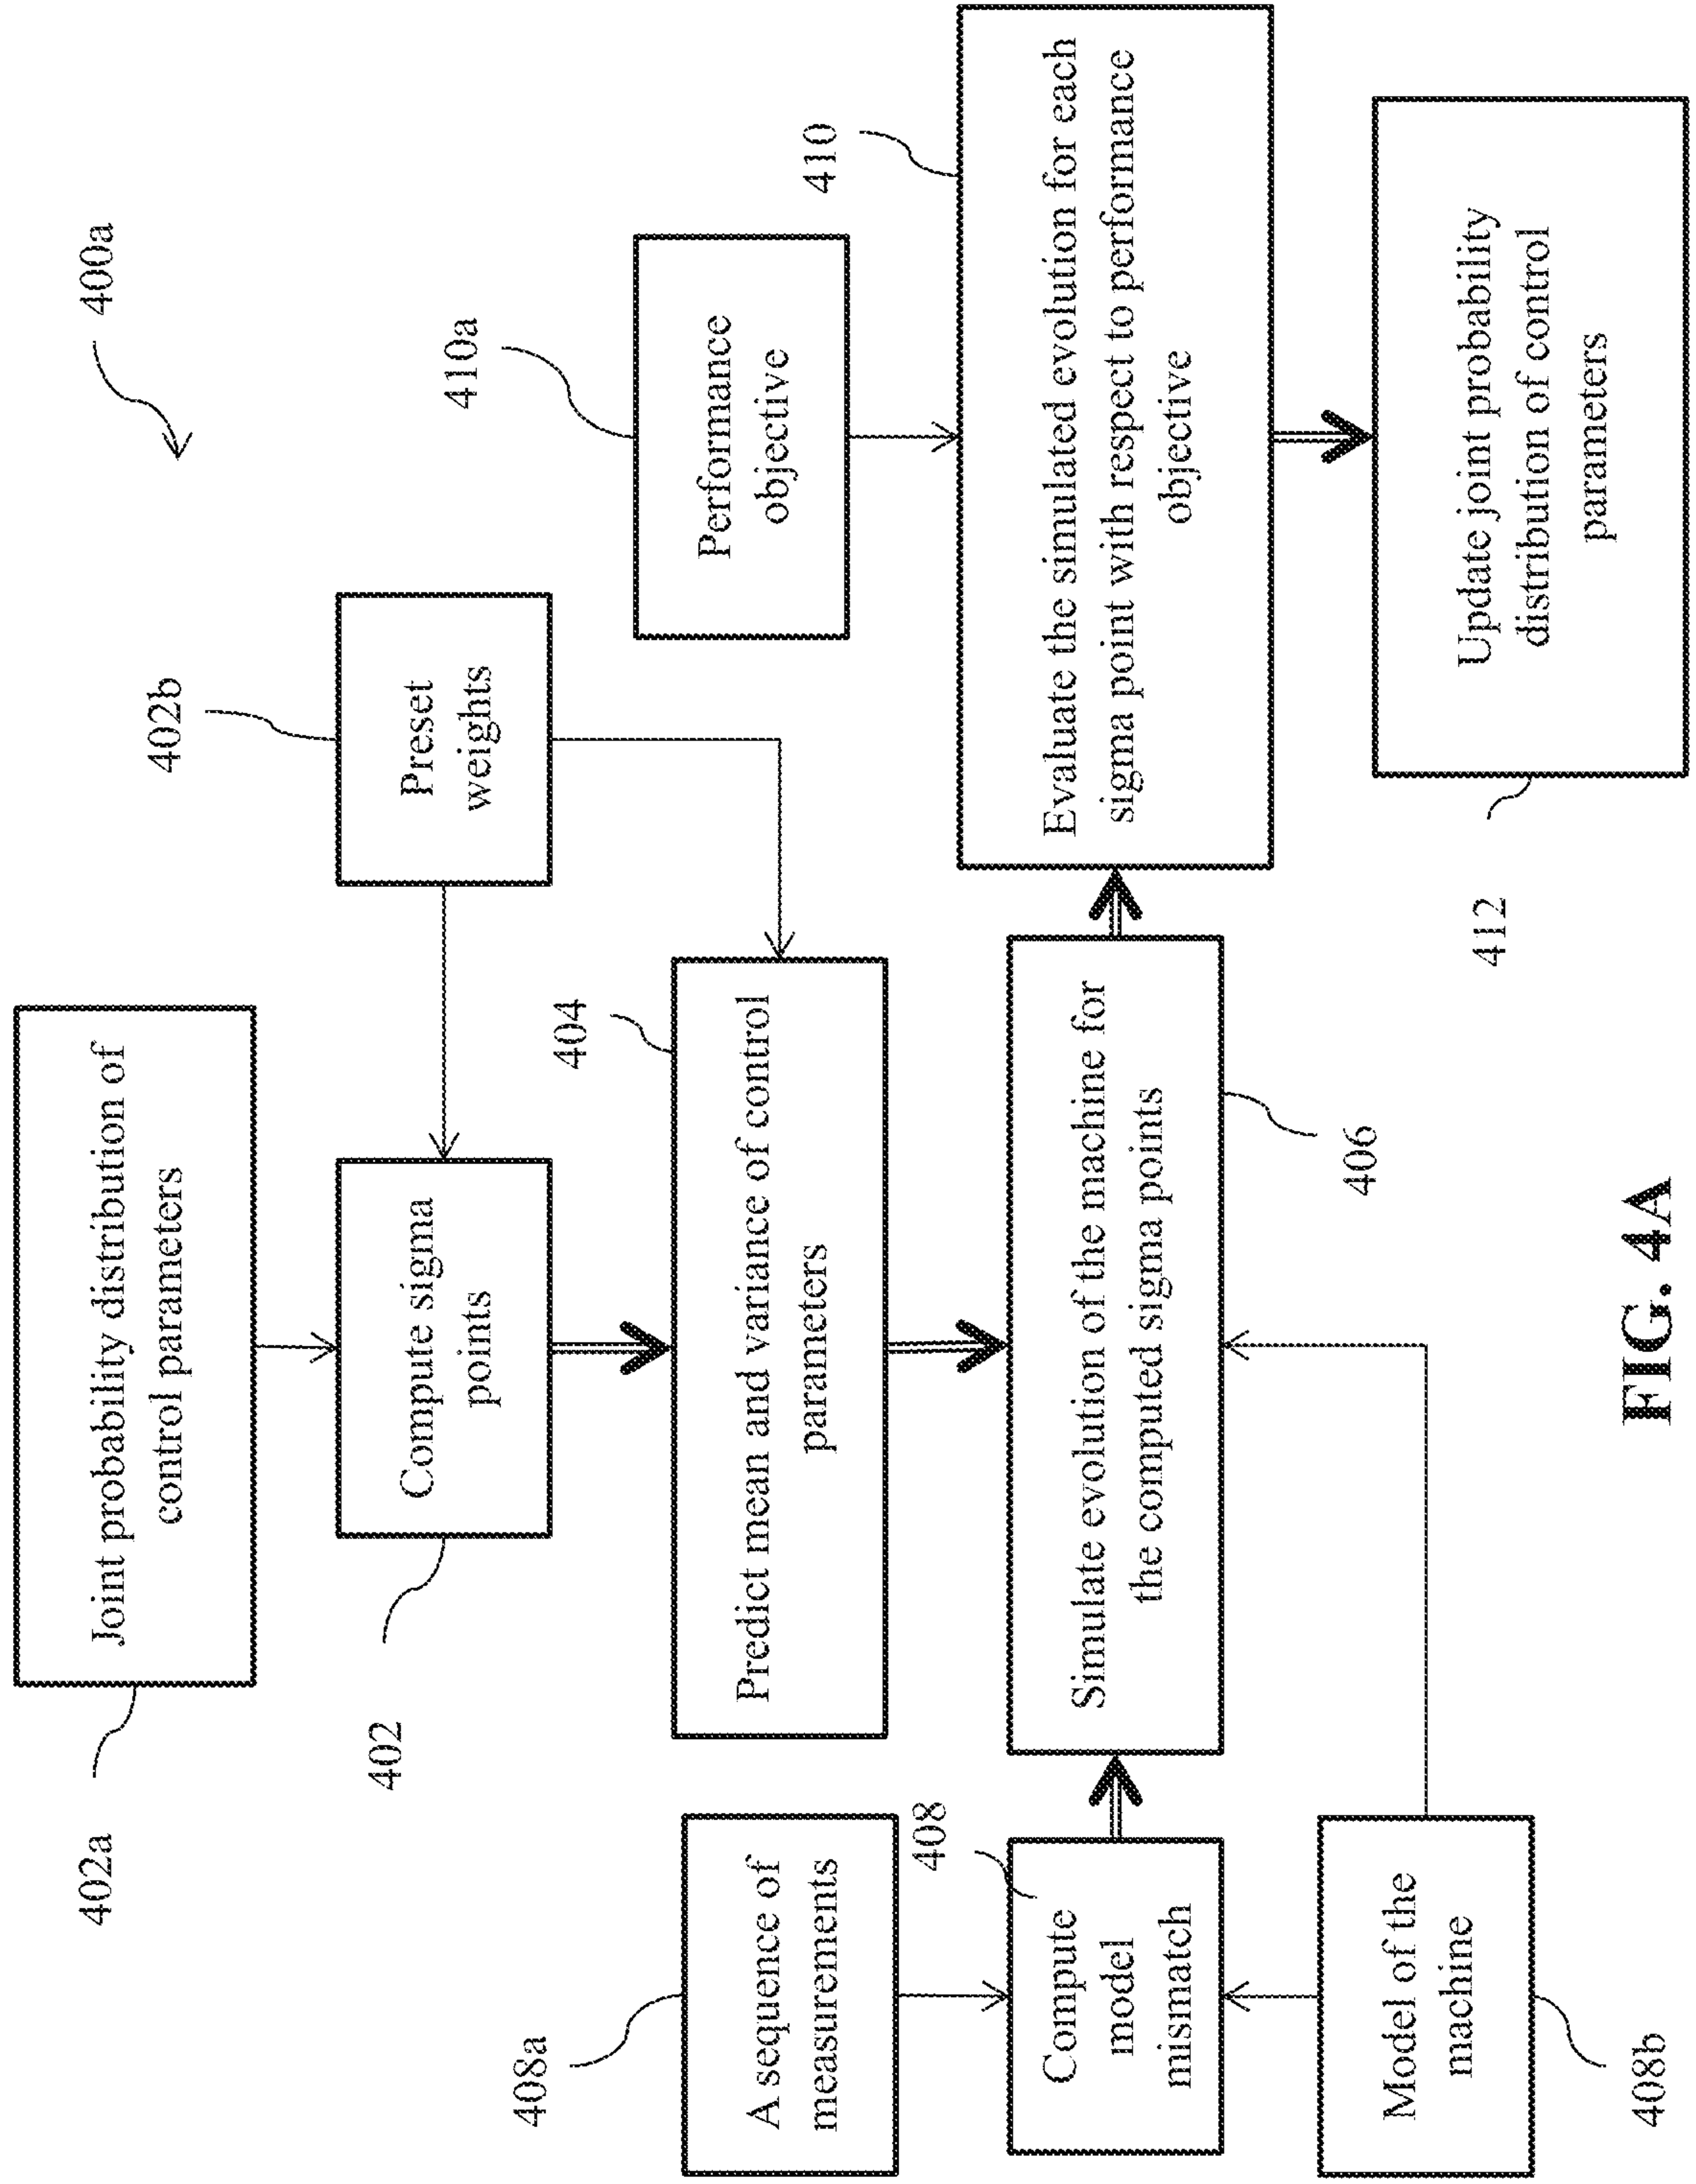 400a
402a
Joint probability distribution of
control parameters
402b
Preset
weights
402
Compute sigma
points
410a
Performance
objective
404
Predict mean and variance of control
parameters
408a
A sequence of
measurements
408
Compute
model
mismatch
Simulate evolution of the machine for
the computed sigma points
406
410
Evaluate the simulated evolution for each
sigma point with respect to performance
objective
408b
Model of the
machine
412
Update joint probability
distribution of control
parameters
FIG. 4A